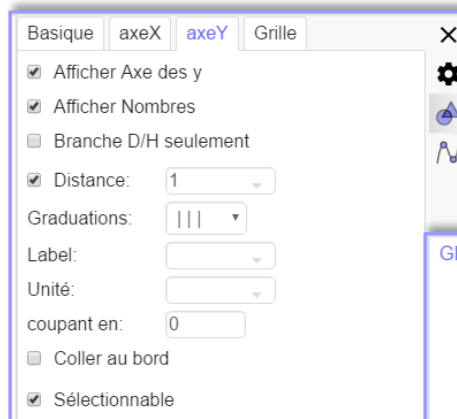 Basique axeX axeY Grille
Afficher Axe des y
Afficher Nombres
Branche D/H seulement
Distance: 1
Graduations: | | |
Label:
Unité:
coupant en: 0
Coller au bord
Sélectionnable